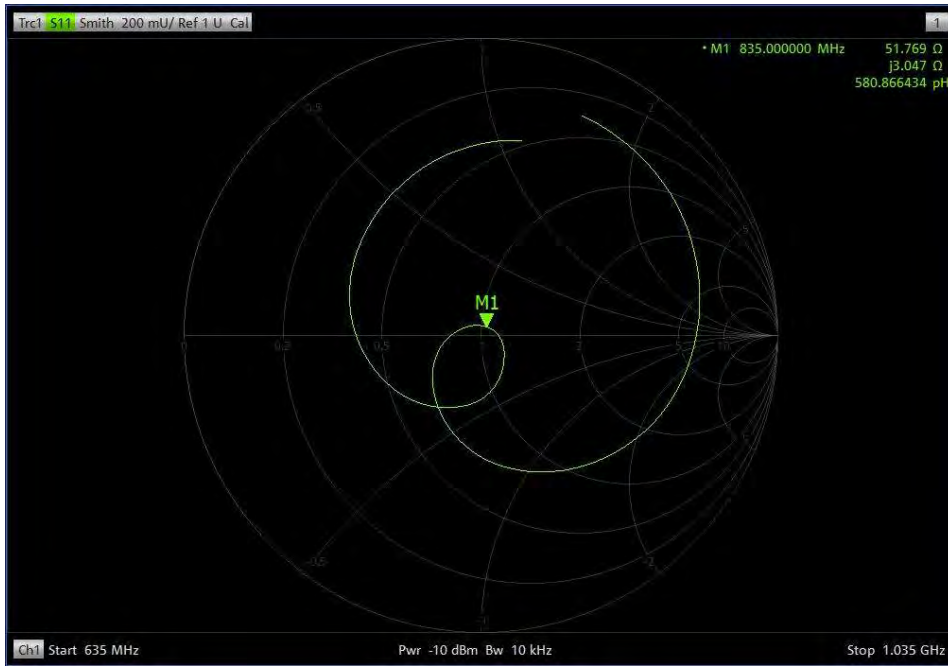 Trc1 S11 Smith 200 mU/ Ref 1 U Cal
1
• M1 835.000000 MHz 51.769 Ω
j3.047 Ω
580.866434 pH
1
0.5
2
5
M1
0 0.2 0.5 1 2 5 10
-0.5
-2
-1
Ch1 Start 635 MHz Pwr -10 dBm Bw 10 kHz Stop 1.035 GHz